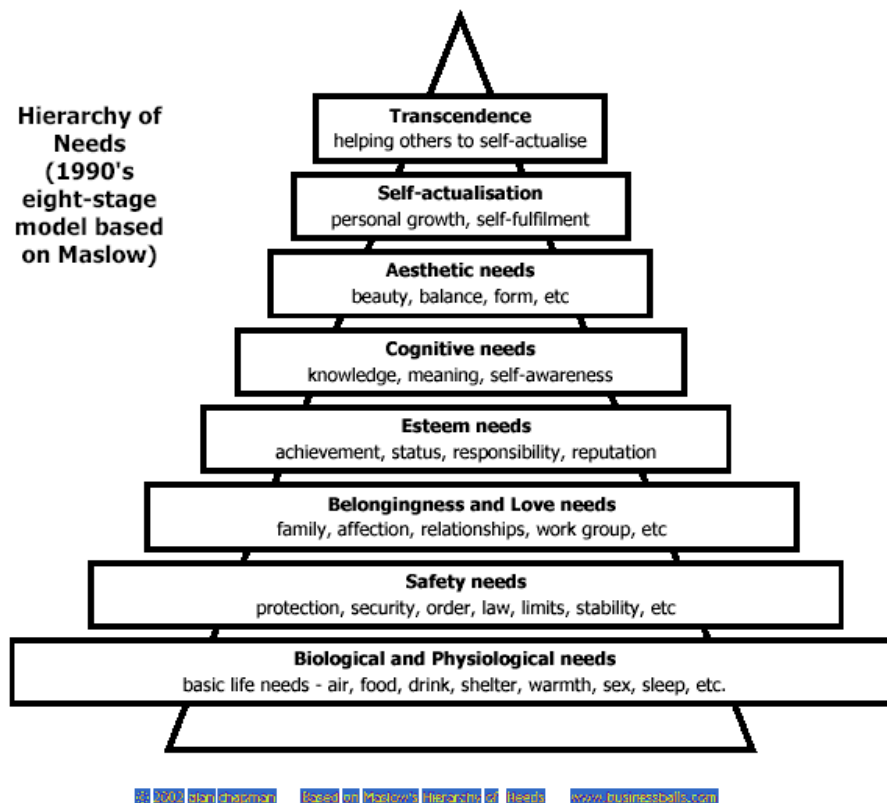 Hierarchy of
Needs
(1990's
eight-stage
model based
on Maslow)
Transcendence
helping others to self-actualise
Self-actualisation
personal growth, self-fulfilment
Aesthetic needs
beauty, balance, form, etc
Cognitive needs
knowledge, meaning, self-awareness
Esteem needs
achievement, status, responsibility, reputation
Belongingness and Love needs
family, affection, relationships, work group, etc
Safety needs
protection, security, order, law, limits, stability, etc
Biological and Physiological needs
basic life needs - air, food, drink, shelter, warmth, sex, sleep, etc.
© 2002 alan chapman Based on Maslow's Hierarchy of Needs www.businessballs.com